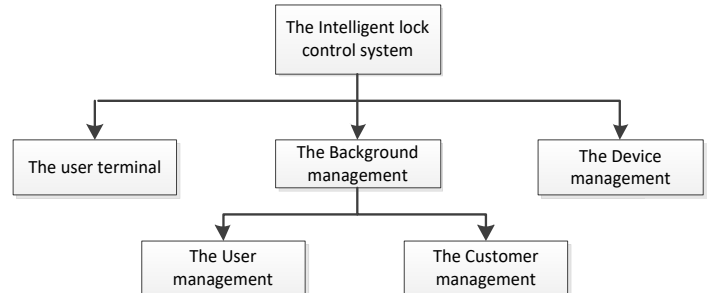 The Intelligent lock
control system
The user terminal
The Background
management
The Device
management
The User
management
The Customer
management